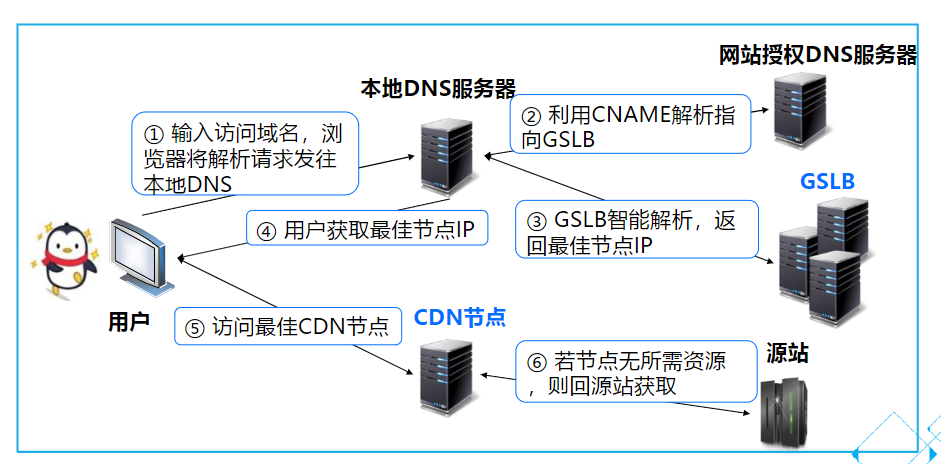 网站授权DNS服务器
本地DNS服务器
① 输入访问域名，浏
览器将解析请求发往
本地DNS
② 利用CNAME解析指
向GSLB
GSLB
③ GSLB智能解析，返
回最佳节点IP
④ 用户获取最佳节点IP
用户
⑤ 访问最佳CDN节点
CDN节点
⑥ 若节点无所需资源
，则回源站获取
源站